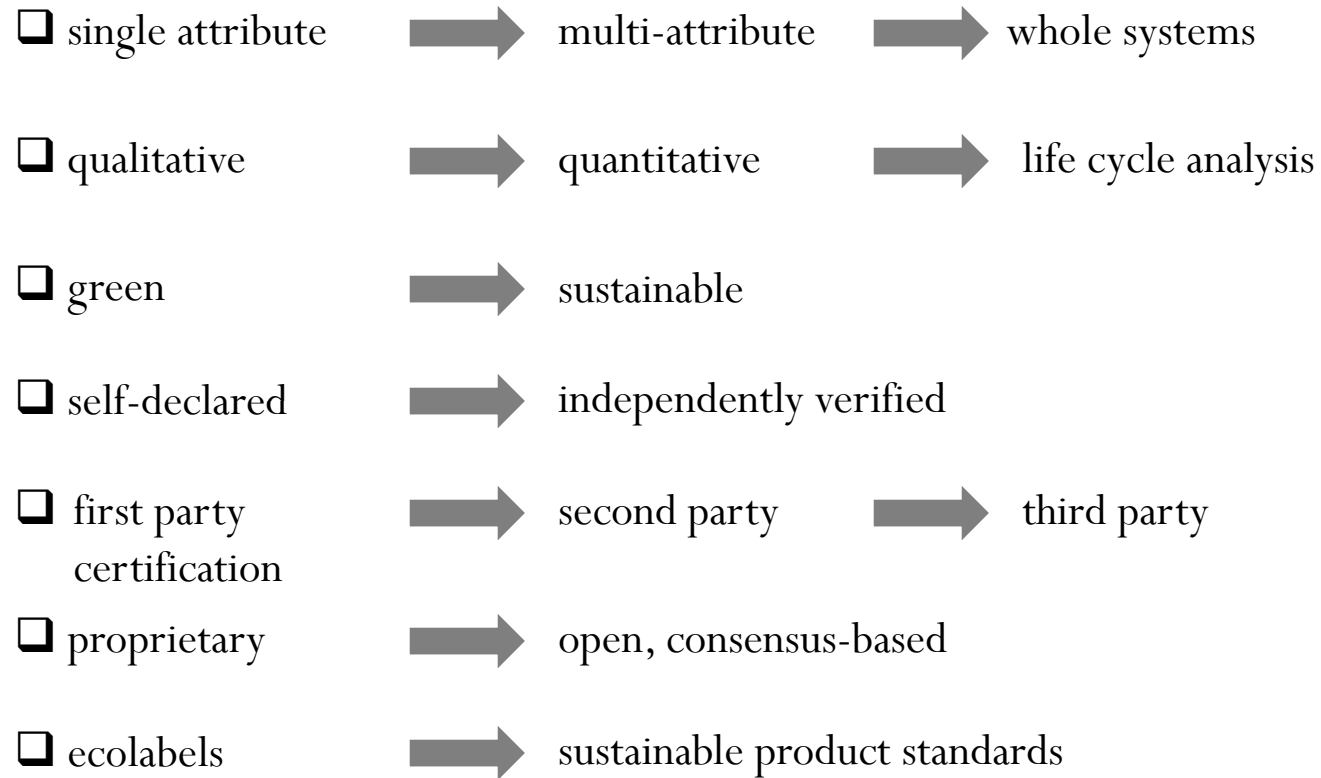 single attribute multi-attribute whole systems
qualitative quantitative life cycle analysis
green sustainable
self-declared independently verified
first party second party third party
certification
proprietary open, consensus-based
ecolabels sustainable product standards